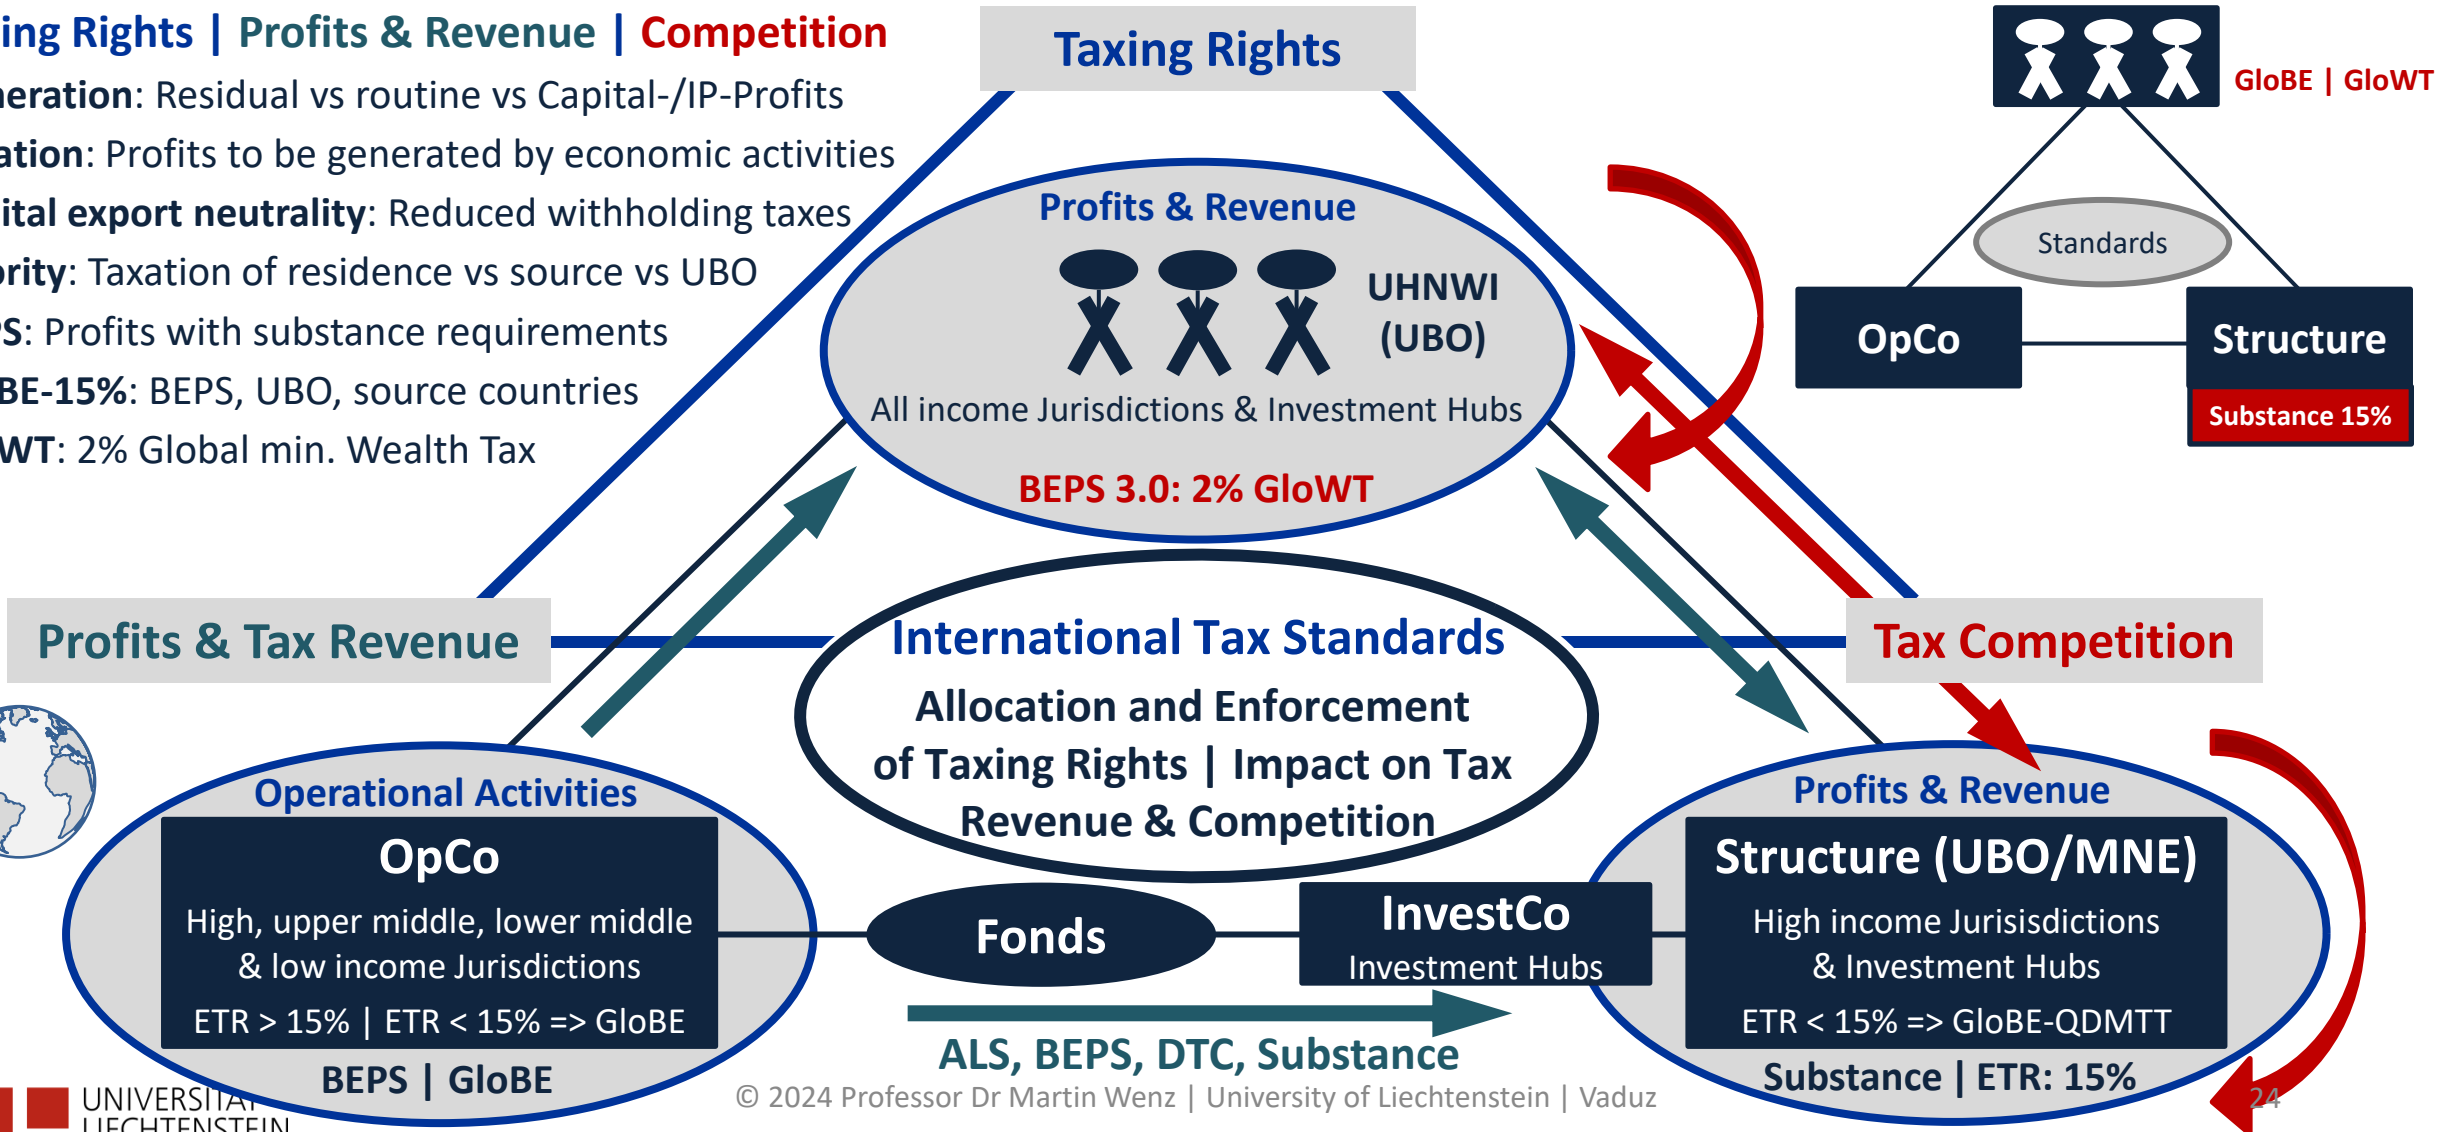 ing Rights | Profits & Revenue | Competition
neration: Residual vs routine vs Capital-/IP-Profits
ation: Profits to be generated by economic activities
ital export neutrality: Reduced withholding taxes
ority: Taxation of residence vs source vs UBO
PS: Profits with substance requirements
BE-15%: BEPS, UBO, source countries
WT: 2% Global min. Wealth Tax
Taxing Rights
GloBE | GloWT
Standards
OpCo
Structure
Substance 15%
Profits & Revenue
UHNWI
(UBO)
All income Jurisdictions & Investment Hubs
BEPS 3.0: 2% GloWT
Profits & Tax Revenue
Tax Competition
International Tax Standards
Allocation and Enforcement
of Taxing Rights | Impact on Tax
Revenue & Competition
Operational Activities
OpCo
High, upper middle, lower middle
& low income Jurisdictions
ETR > 15% | ETR < 15% => GloBE
BEPS | GloBE
Fonds
InvestCo
Investment Hubs
ALS, BEPS, DTC, Substance
Profits & Revenue
Structure (UBO/MNE)
High income Jurisisdictions
& Investment Hubs
ETR < 15% => GloBE-QDMTT
Substance | ETR: 15%
UNIVERSITÄT
LIECHTENSTEIN
© 2024 Professor Dr Martin Wenz | University of Liechtenstein | Vaduz
24